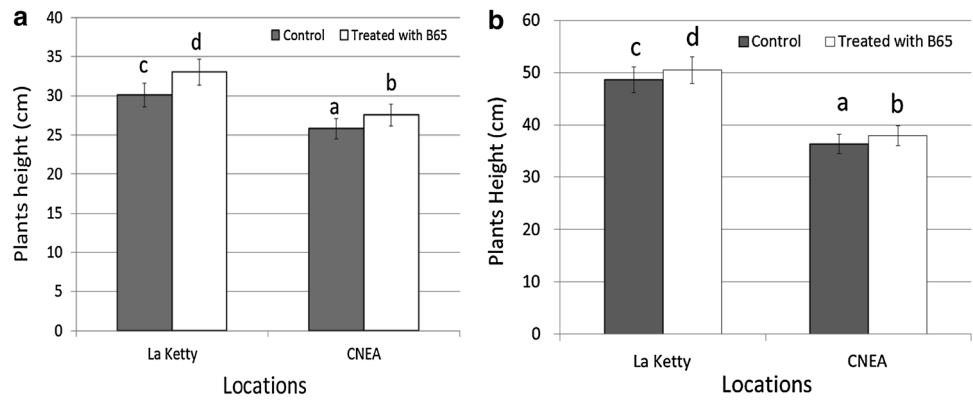 a
Control Treated with B65
40
35
30
25
20
15
10
5
0
Plants height (cm)
c
d
a
b
La Ketty CNEA
Locations
b
Control Treated with B65
60
50
40
30
20
10
0
Plants Height (cm)
c
d
a
b
La Ketty CNEA
Locations